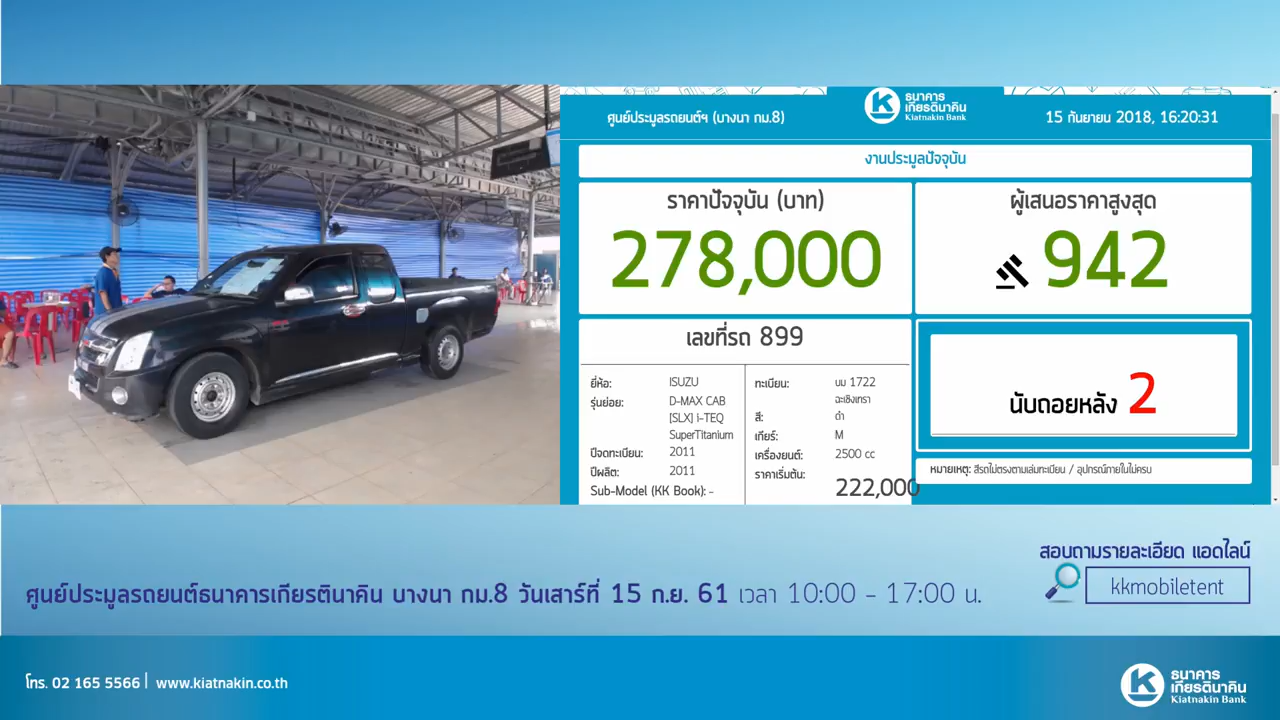 ศูนย์ประมูลรถยนต์ฯ (บางนา กม.8)
ธนาคาร
เกียรตินาคิน
Kiatnakin Bank
15 กันยายน 2018, 16:20:31
งานประมูลปัจจุบัน
ราคาปัจจุบัน (บาท)
278,000
ผู้เสนอราคาสูงสุด
942
เลขที่รถ 899
ยี่ห้อ: ISUZU
รุ่นย่อย: D-MAX CAB
[SLX] i-TEQ
SuperTitanium
ปีจดทะเบียน: 2011
ปีผลิต: 2011
Sub-Model (KK Book): -
ทะเบียน: บม 1722
ฉะเชิงเทรา
สี: ดำ
เกียร์: M
เครื่องยนต์: 2500 cc
ราคาเริ่มต้น:
222,000
นับถอยหลัง 2
หมายเหตุ: สีรถไม่ตรงตามเล่มทะเบียน / อุปกรณ์ภายในไม่ครบ
สอบถามรายละเอียด แอดไลน์
kkmobiletent
ศูนย์ประมูลรถยนต์ธนาคารเกียรตินาคิน บางนา กม.8 วันเสาร์ที่ 15 ก.ย. 61 เวลา 10:00 - 17:00 น.
โทร. 02 165 5566 | www.kiatnakin.co.th
ธนาคาร
เกียรตินาคิน
Kiatnakin Bank